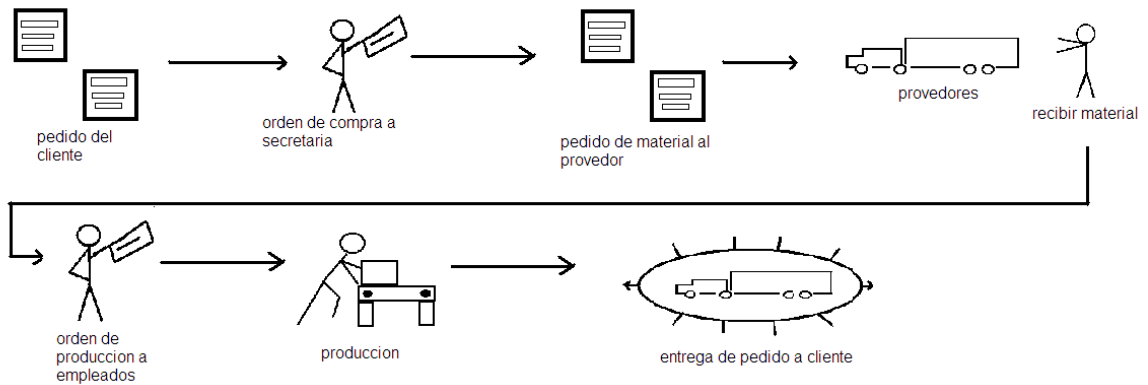 pedido del
cliente
orden de compra a
secretaria
pedido de material al
provedor
provedores
recibir material
orden de
produccion a
empleados
produccion
entrega de pedido a cliente